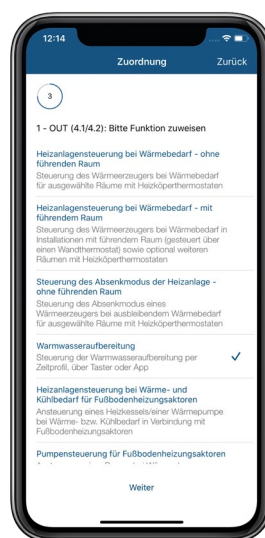 12:14
Zuordnung
Zurück
3
1 - OUT (4.1/4.2): Bitte Funktion zuweisen
Heizanlagensteuerung bei Wärmebedarf - ohne
führenden Raum
Steuerung des Wärmeerzeugers bei Wärmebedarf
für ausgewählte Räume mit Heizköperthermostaten
Heizanlagensteuerung bei Wärmebedarf - mit
führendem Raum
Steuerung des Wärmeerzeugers bei Wärmebedarf in
Installationen mit führendem Raum (gesteuert über
einen Wandthermostat) sowie optional weiteren
Räumen mit Heizköperthermostaten
Steuerung des Absenkmodus der Heizanlage -
ohne führenden Raum
Steuerung des Absenkmodus eines
Wärmeerzeugers bei ausbleibendem Wärmebedarf
für ausgewählte Räume mit Heizköperthermostaten
Warmwasseraufbereitung
Steuerung der Warmwasseraufbereitung per
Zeitprofil, über Taster oder App
Heizanlagensteuerung bei Wärme- und
Kühlbedarf für Fußbodenheizungsaktoren
Ansteuerung eines Heizkessels/einer Wärmepumpe
bei Wärme- bzw. Kühlbedarf in Verbindung mit
Fußbodenheizungsaktoren
Pumpensteuerung für Fußbodenheizungsaktoren
Weiter